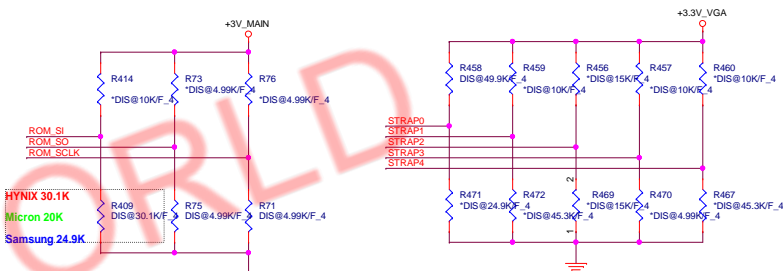 +3V_MAIN
+3.3V_VGA
R414
*DIS@10K/F_4
R73
*DIS@4.99K/F_4
R76
*DIS@4.99K/F_4
R458
DIS@49.9K/F_4
R459
*DIS@10K/F_4
R456
*DIS@15K/F_4
R457
*DIS@10K/F_4
R460
*DIS@10K/F_4
ROM_SI
ROM_SO
ROM_SCLK
STRAP0
STRAP1
STRAP2
STRAP3
STRAP4
HYNIX 30.1K
Micron 20K
Samsung 24.9K
R409
DIS@30.1K/F_4
R75
DIS@4.99K/F_4
R71
DIS@4.99K/F_4
R471
*DIS@24.9K/F_4
R472
*DIS@45.3K/F_4
2
R469
*DIS@15K/F_4
1
R470
*DIS@4.99K/F_4
R467
*DIS@45.3K/F_4
ORLD